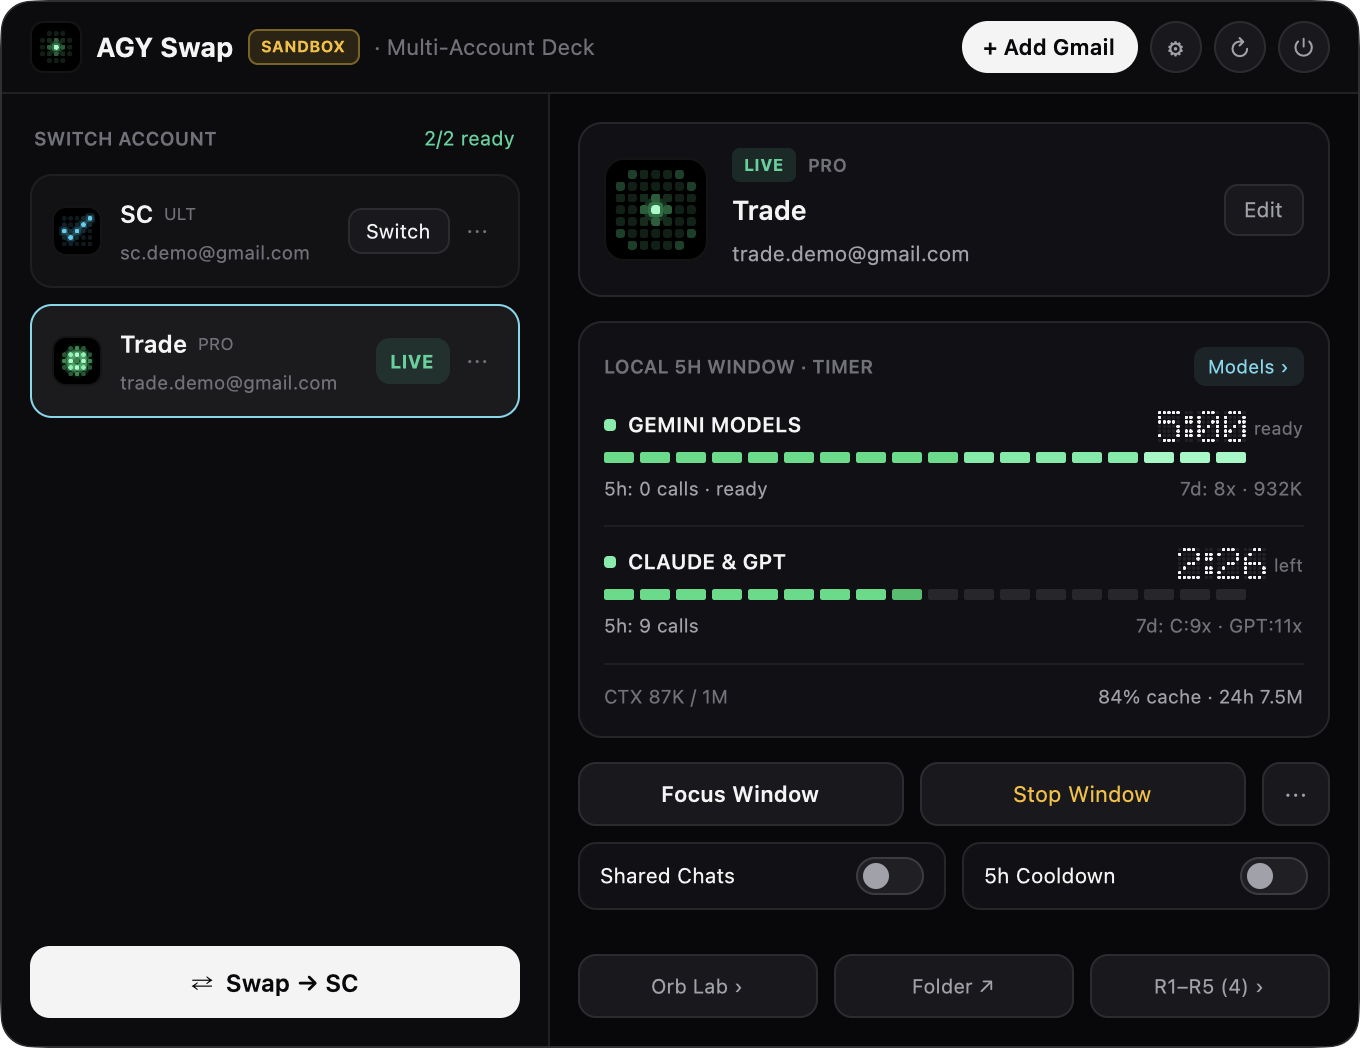 AGY Swap SANDBOX · Multi-Account Deck
+ Add Gmail
SWITCH ACCOUNT 2/2 ready
SC ULT
sc.demo@gmail.com
Switch ···
Trade PRO
trade.demo@gmail.com
LIVE ···
Swap → SC
LIVE PRO
Trade
trade.demo@gmail.com
Edit
LOCAL 5H WINDOW · TIMER Models ›
GEMINI MODELS 5:00 ready
5h: 0 calls · ready 7d: 8x · 932K
CLAUDE & GPT 2:26 left
5h: 9 calls 7d: C:9x · GPT:11x
CTX 87K / 1M 84% cache · 24h 7.5M
Focus Window Stop Window ···
Shared Chats 5h Cooldown
Orb Lab › Folder ↗ R1–R5 (4) ›